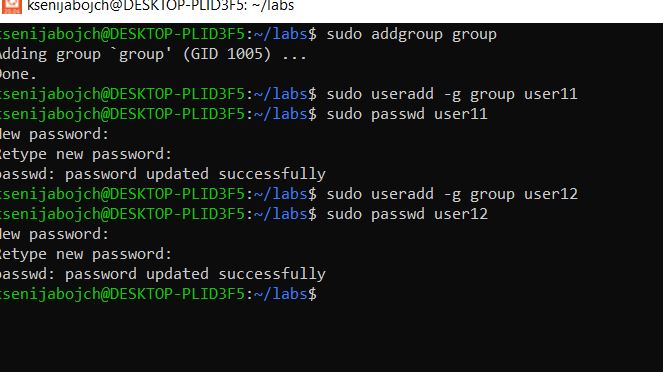 ksenijabojch@DESKTOP-PLID3F5: ~/labs
ksenijabojch@DESKTOP-PLID3F5:~/labs$ sudo addgroup group
Adding group `group' (GID 1005) ...
Done.
ksenijabojch@DESKTOP-PLID3F5:~/labs$ sudo useradd -g group user11
ksenijabojch@DESKTOP-PLID3F5:~/labs$ sudo passwd user11
New password:
Retype new password:
passwd: password updated successfully
ksenijabojch@DESKTOP-PLID3F5:~/labs$ sudo useradd -g group user12
ksenijabojch@DESKTOP-PLID3F5:~/labs$ sudo passwd user12
New password:
Retype new password:
passwd: password updated successfully
ksenijabojch@DESKTOP-PLID3F5:~/labs$